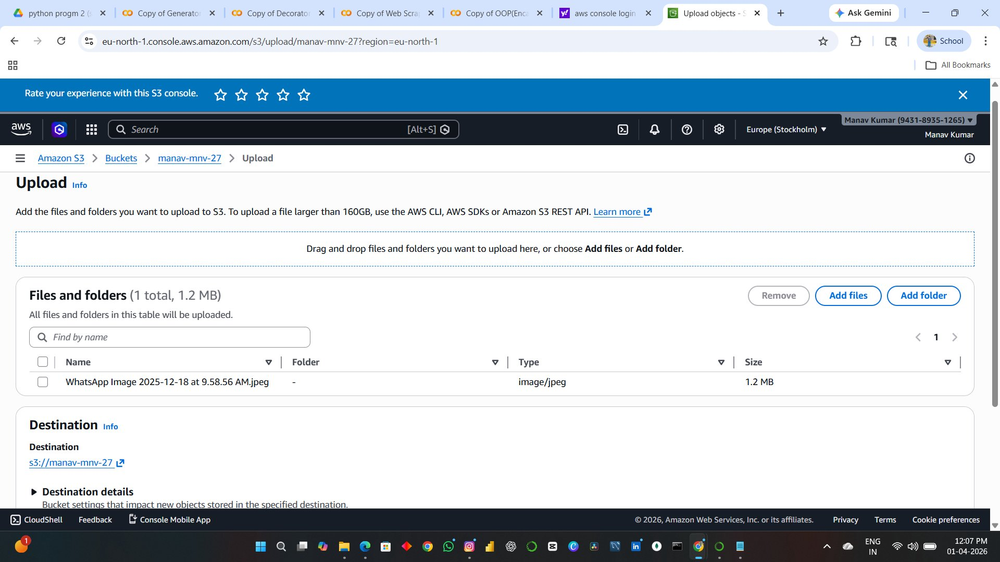 python progm 2 (s
Copy of Generator
Copy of Decorator
Copy of Web Scrap
Copy of OOP(Enca
aws console login
Upload objects - S
Ask Gemini
eu-north-1.console.aws.amazon.com/s3/upload/manav-mnv-27?region=eu-north-1
School
All Bookmarks
Rate your experience with this S3 console.
aws
Search
[Alt+S]
Europe (Stockholm)
Manav Kumar (9431-8935-1265)
Manav Kumar
Amazon S3
Buckets
manav-mnv-27
Upload
Upload Info
Add the files and folders you want to upload to S3. To upload a file larger than 160GB, use the AWS CLI, AWS SDKs or Amazon S3 REST API. Learn more
Drag and drop files and folders you want to upload here, or choose Add files or Add folder.
Files and folders (1 total, 1.2 MB)
Remove
Add files
Add folder
All files and folders in this table will be uploaded.
Find by name
1
Name Folder Type Size
WhatsApp Image 2025-12-18 at 9.58.56 AM.jpeg - image/jpeg 1.2 MB
Destination Info
Destination
s3://manav-mnv-27
Destination details
Bucket settings that impact new objects stored in the specified destination.
CloudShell
Feedback
Console Mobile App
© 2026, Amazon Web Services, Inc. or its affiliates.
Privacy
Terms
Cookie preferences
1
ENG
IN
12:07 PM
01-04-2026